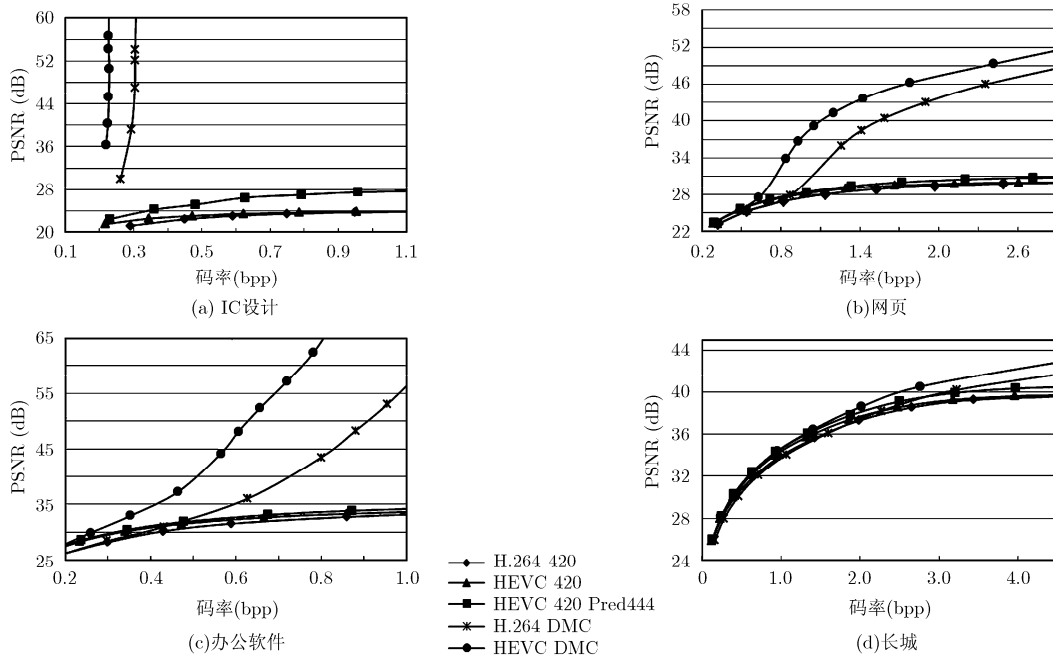 60
52
44
36
28
20
PSNR (dB)
0.1 0.3 0.5 0.7 0.9 1.1
码率(bpp)
(a) IC设计
58
52
46
40
34
28
22
PSNR (dB)
0.2 0.8 1.4 2.0 2.6
码率(bpp)
(b)网页
65
55
45
35
25
PSNR (dB)
0.2 0.4 0.6 0.8 1.0
码率(bpp)
(c)办公软件
H.264 420
HEVC 420
HEVC 420 Pred444
H.264 DMC
HEVC DMC
44
40
36
32
28
24
PSNR (dB)
0 1.0 2.0 3.0 4.0
码率(bpp)
(d)长城